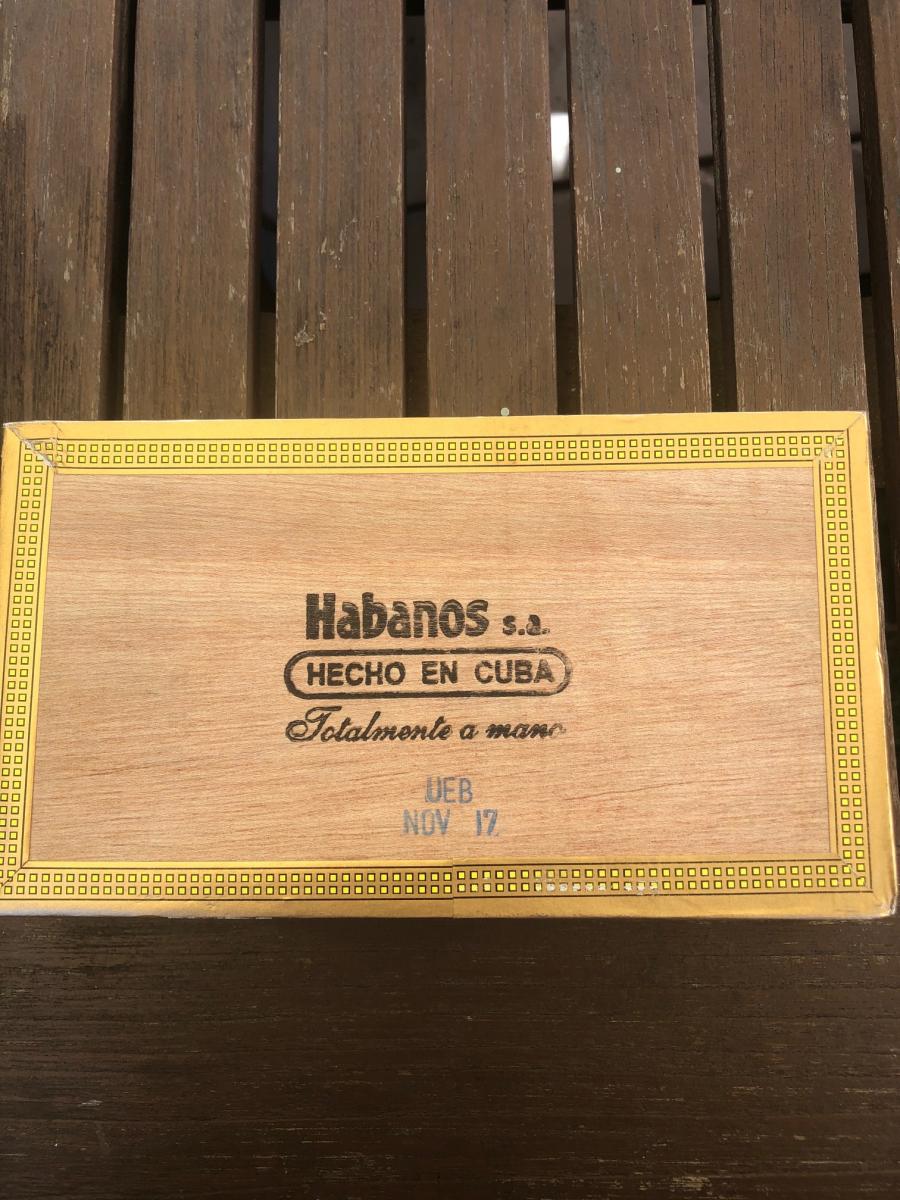 Habanos s.a.
HECHO EN CUBA
Totalmente a mano
UEB
NOV 17